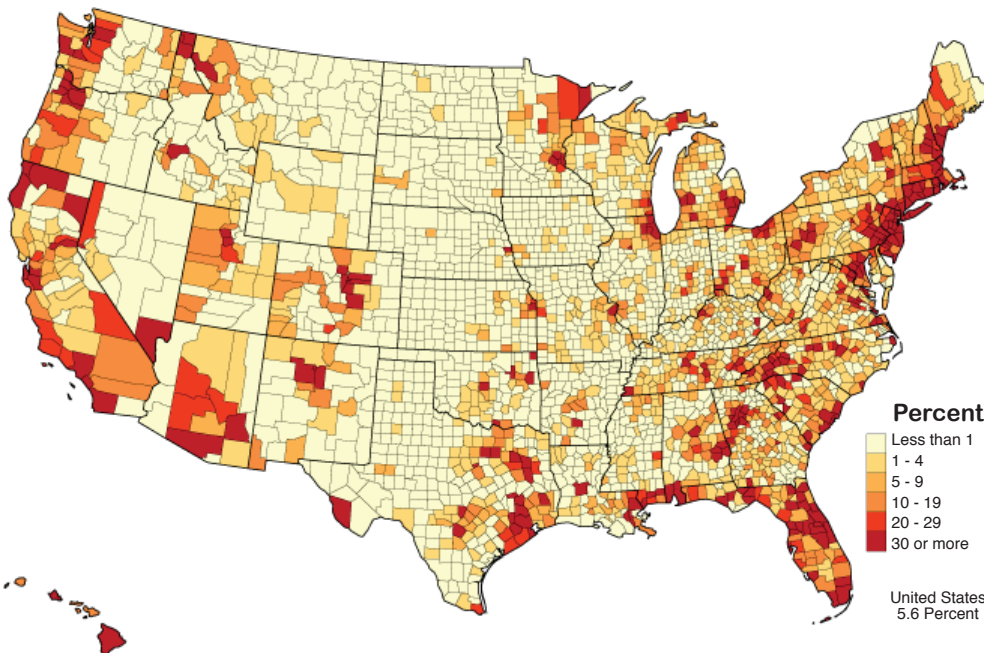 Percent
Less than 1
1 - 4
5 - 9
10 - 19
20 - 29
30 or more
United States
5.6 Percent